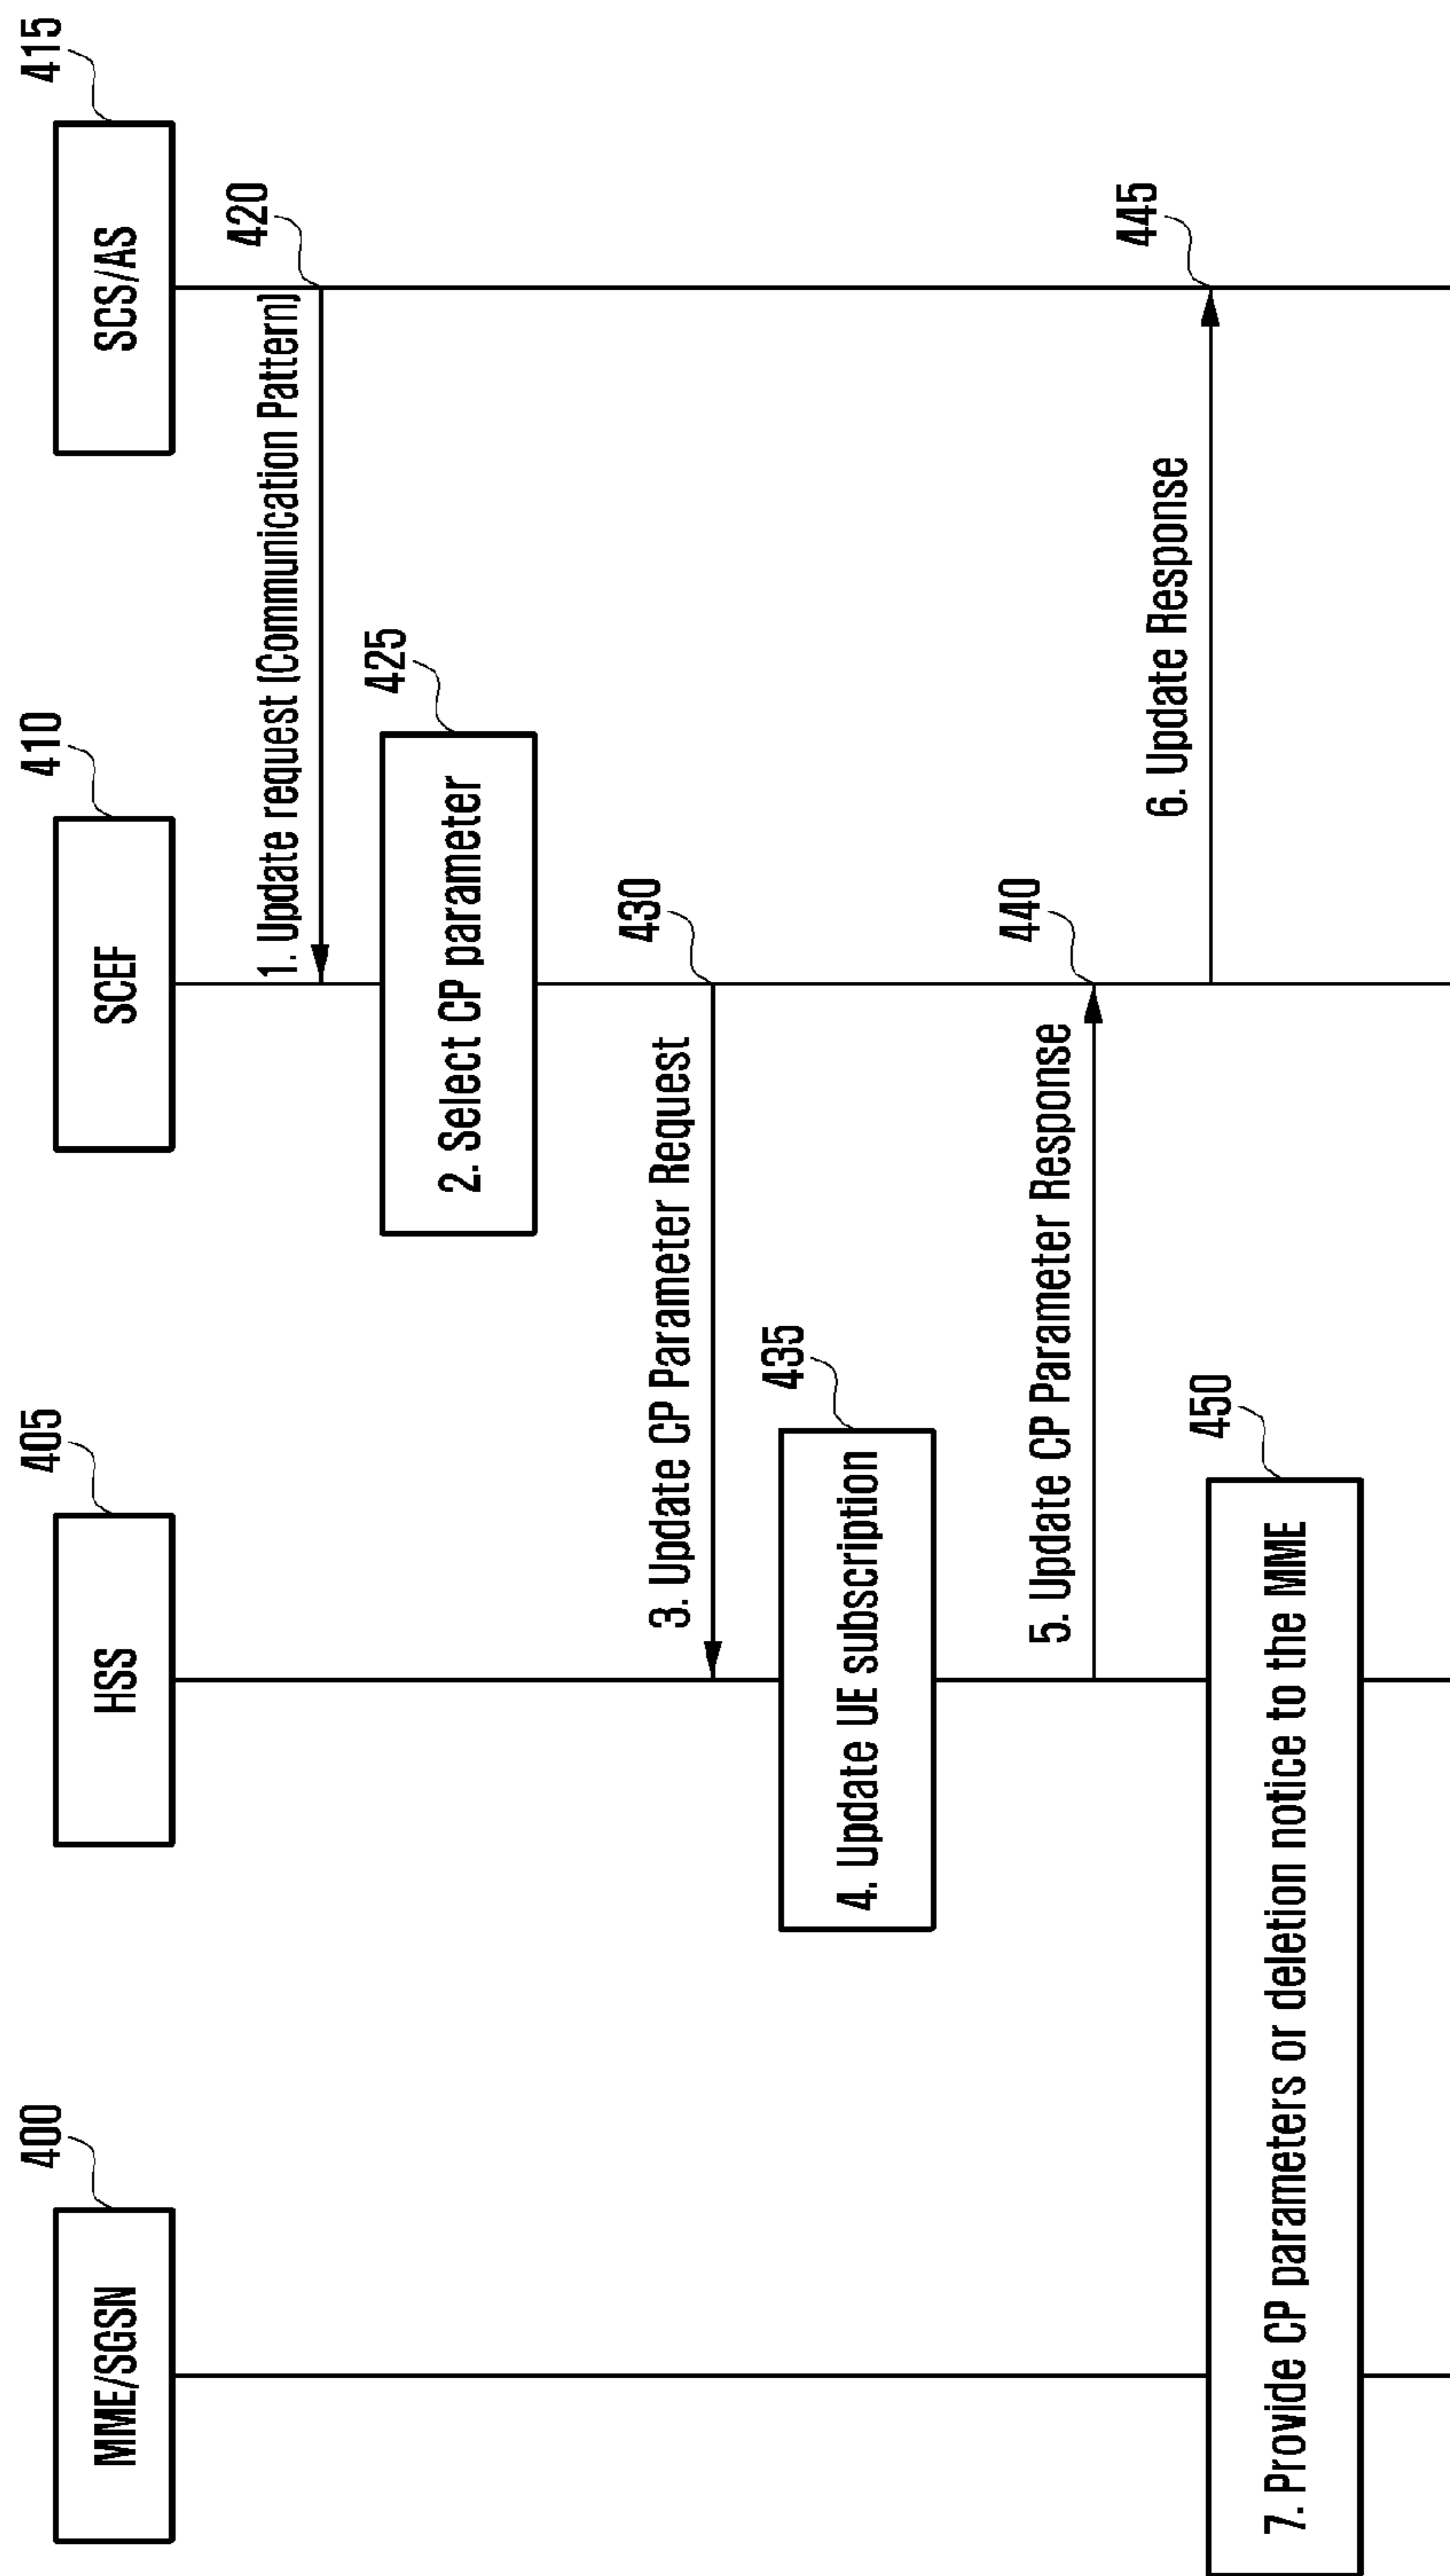 400
405
410
415
MME/SGSN
HSS
SCEF
SCS/AS
420
1. Update request (Communication Pattern)
425
2. Select CP parameter
430
3. Update CP Parameter Request
435
4. Update UE subscription
440
5. Update CP Parameter Response
445
6. Update Response
450
7. Provide CP parameters or deletion notice to the MME